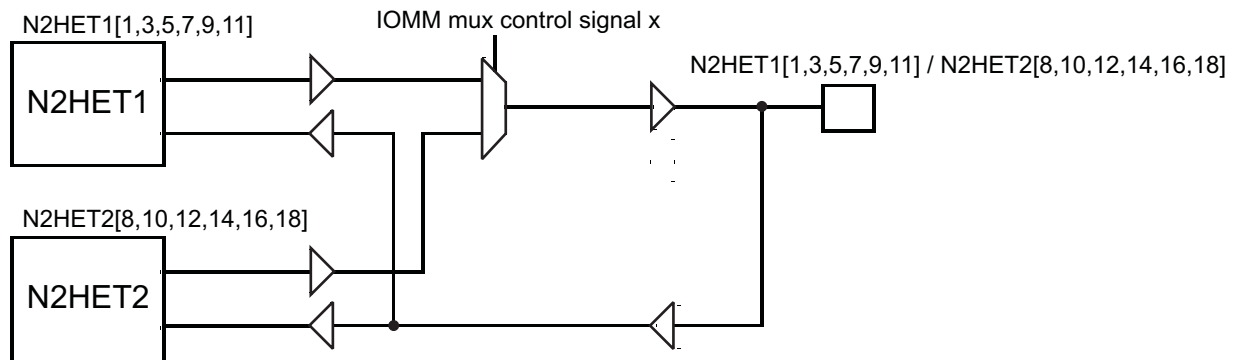 IOMM mux control signal x
N2HET1[1,3,5,7,9,11]
N2HET1[1,3,5,7,9,11] / N2HET2[8,10,12,14,16,18]
N2HET1
N2HET2[8,10,12,14,16,18]
N2HET2